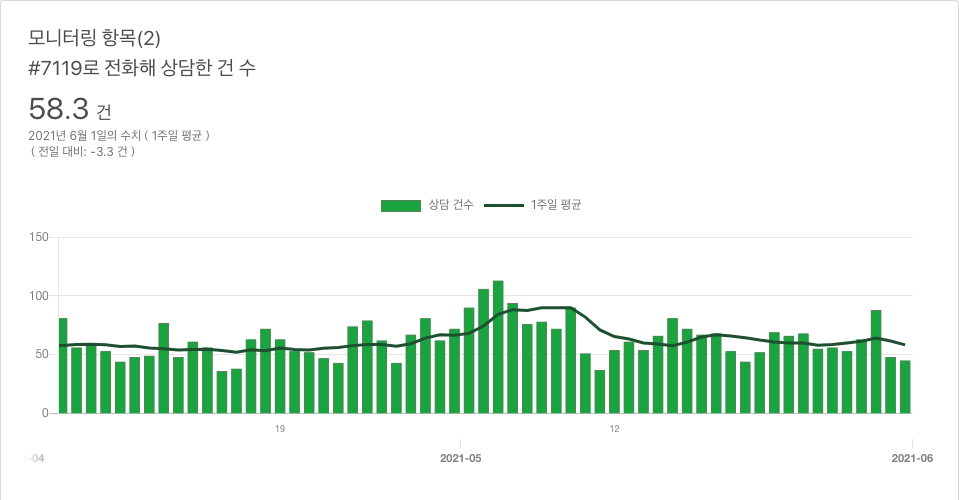 모니터링 항목(2)
#7119로 전화해 상담한 건 수
58.3 건
2021년 6월 1일의 수치 ( 1주일 평균 )
( 전일 대비: -3.3 건 )
상담 건수 1주일 평균
150
100
50
0
19 12
-04 2021-05 2021-06